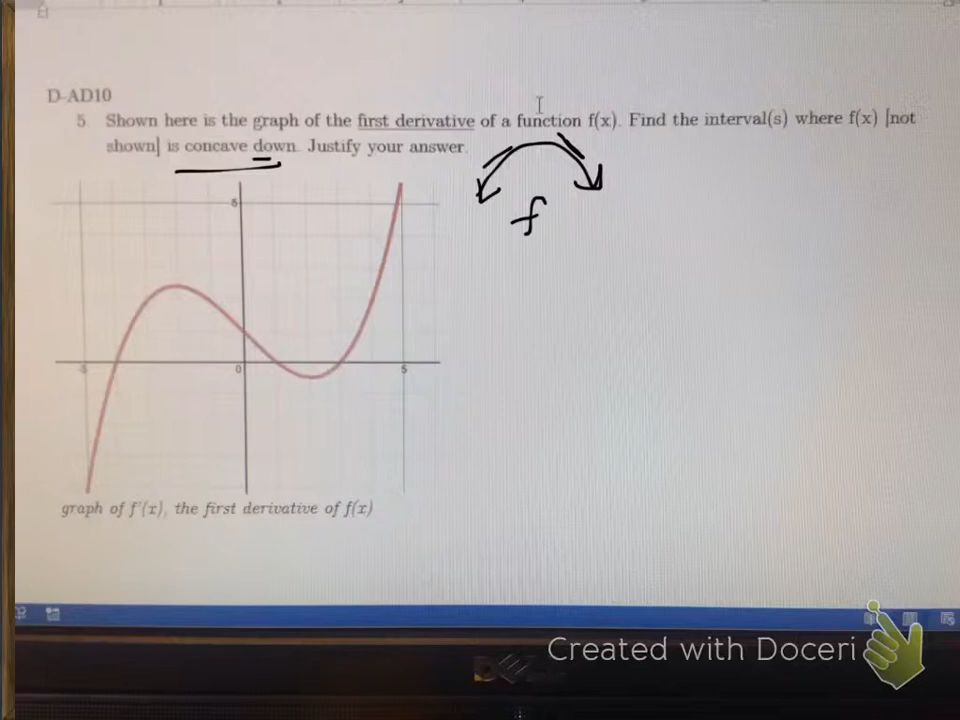 D-AD10
5. Shown here is the graph of the first derivative of a function f(x). Find the interval(s) where f(x) [not
shown] is concave down. Justify your answer.
f
5
-5 0 5
graph of f'(x), the first derivative of f(x)
Created with Doceri